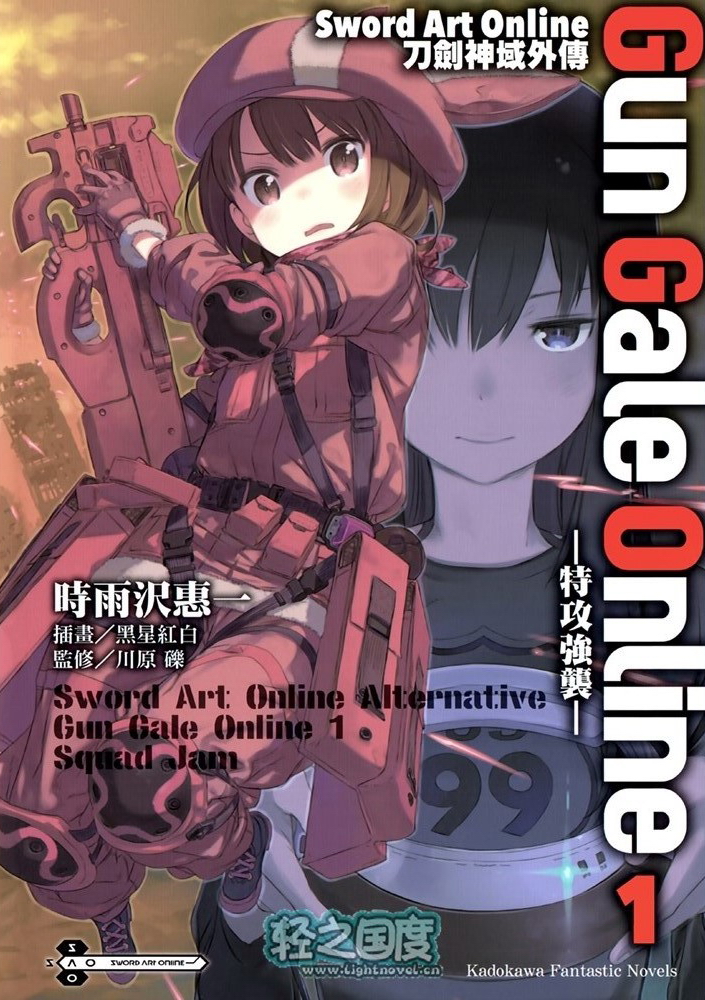 Sword Art Online
刀劍神域外傳
Gun Gale Online 1
—特攻強襲—
時雨沢惠一
插畫／黑星紅白
監修／川原 礫
Sword Art Online Alternative
Gun Gale Online 1
Squad Jam
99
S
SAO SWORD ART ONLINE
O
轻之国度
www.lightnovel.cn
Kadokawa Fantastic Novels